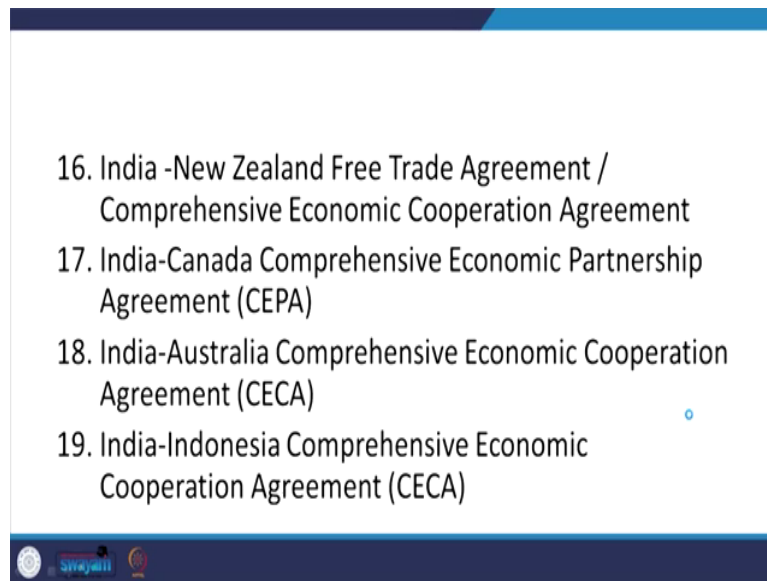 16. India -New Zealand Free Trade Agreement /
Comprehensive Economic Cooperation Agreement
17. India-Canada Comprehensive Economic Partnership
Agreement (CEPA)
18. India-Australia Comprehensive Economic Cooperation
Agreement (CECA)
19. India-Indonesia Comprehensive Economic
Cooperation Agreement (CECA)
swayam